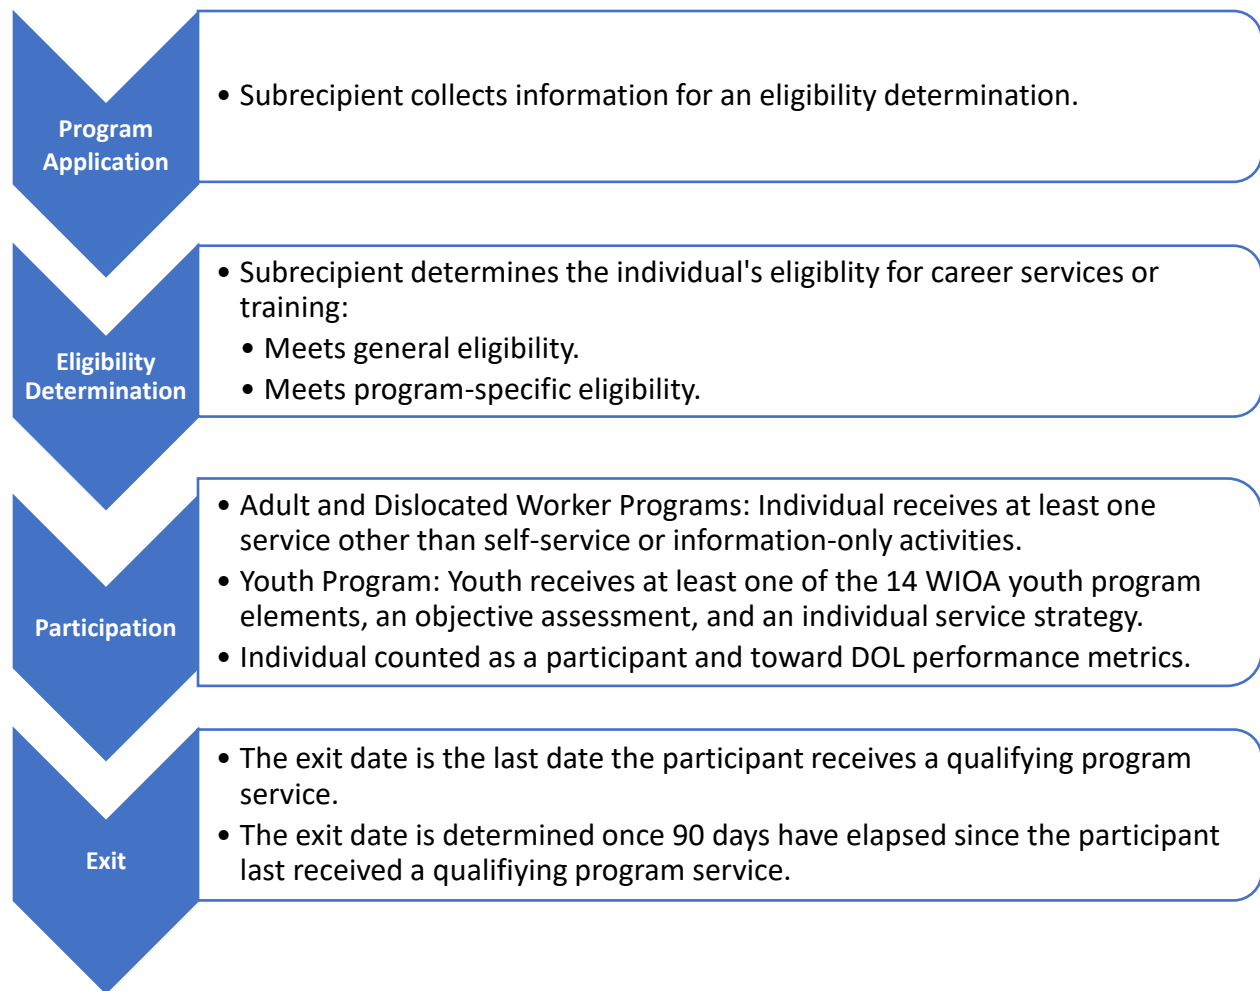 Program
Application
• Subrecipient collects information for an eligibility determination.
Eligibility
Determination
• Subrecipient determines the individual's eligiblity for career services or
training:
• Meets general eligibility.
• Meets program-specific eligibility.
Participation
• Adult and Dislocated Worker Programs: Individual receives at least one
service other than self-service or information-only activities.
• Youth Program: Youth receives at least one of the 14 WIOA youth program
elements, an objective assessment, and an individual service strategy.
• Individual counted as a participant and toward DOL performance metrics.
Exit
• The exit date is the last date the participant receives a qualifying program
service.
• The exit date is determined once 90 days have elapsed since the participant
last received a qualifiying program service.